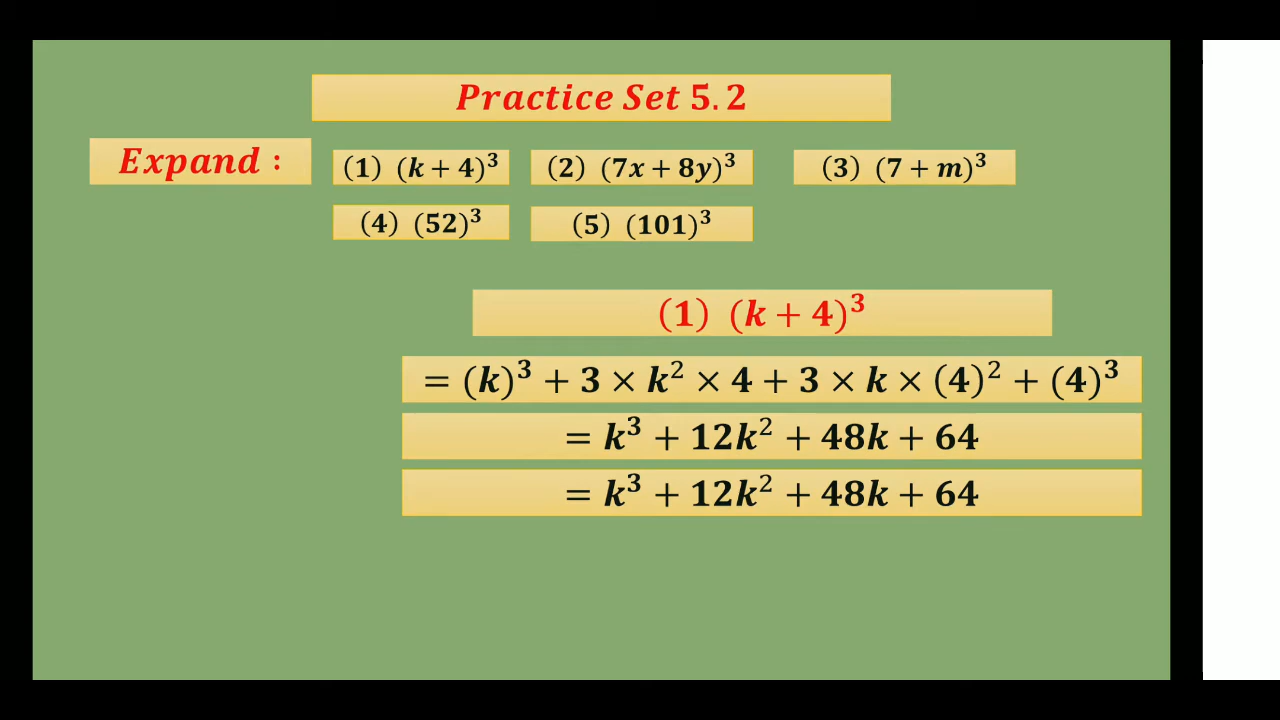 Practice Set 5.2
Expand : (1) (k + 4)³ (2) (7x + 8y)³ (3) (7 + m)³
(4) (52)³ (5) (101)³
(1) (k + 4)³
= (k)³ + 3 × k² × 4 + 3 × k × (4)² + (4)³
= k³ + 12k² + 48k + 64
= k³ + 12k² + 48k + 64